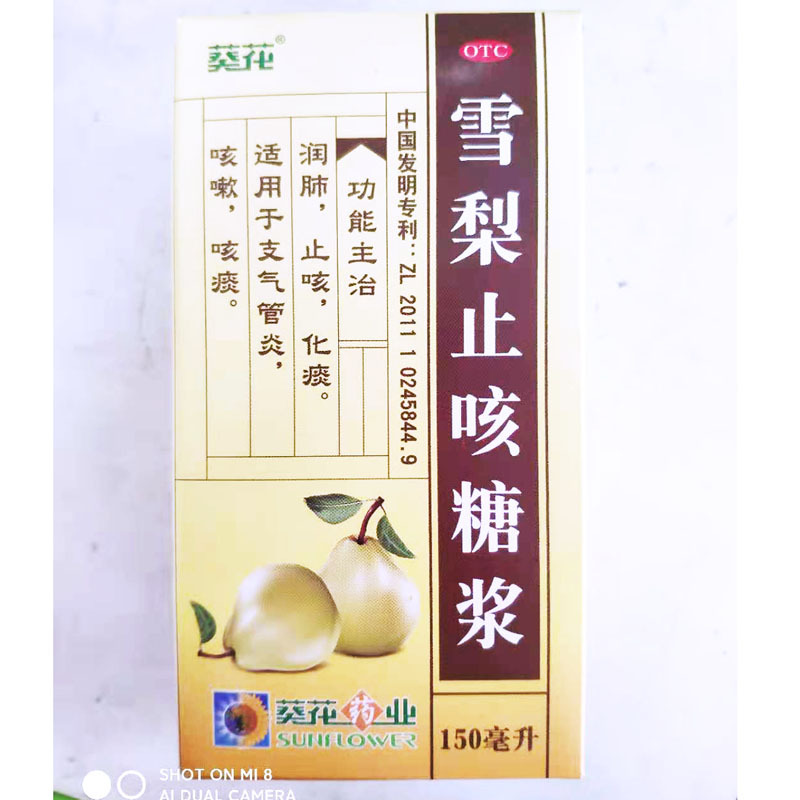 葵花®
OTC
雪梨止咳糖浆
中国发明专利：ZL 2011 1 0245844.9
功能主治
润肺，止咳，化痰。
适用于支气管炎，
咳嗽，咳痰。
葵花药业
SUNFLOWER
150毫升
SHOT ON MI 8
AI DUAL CAMERA